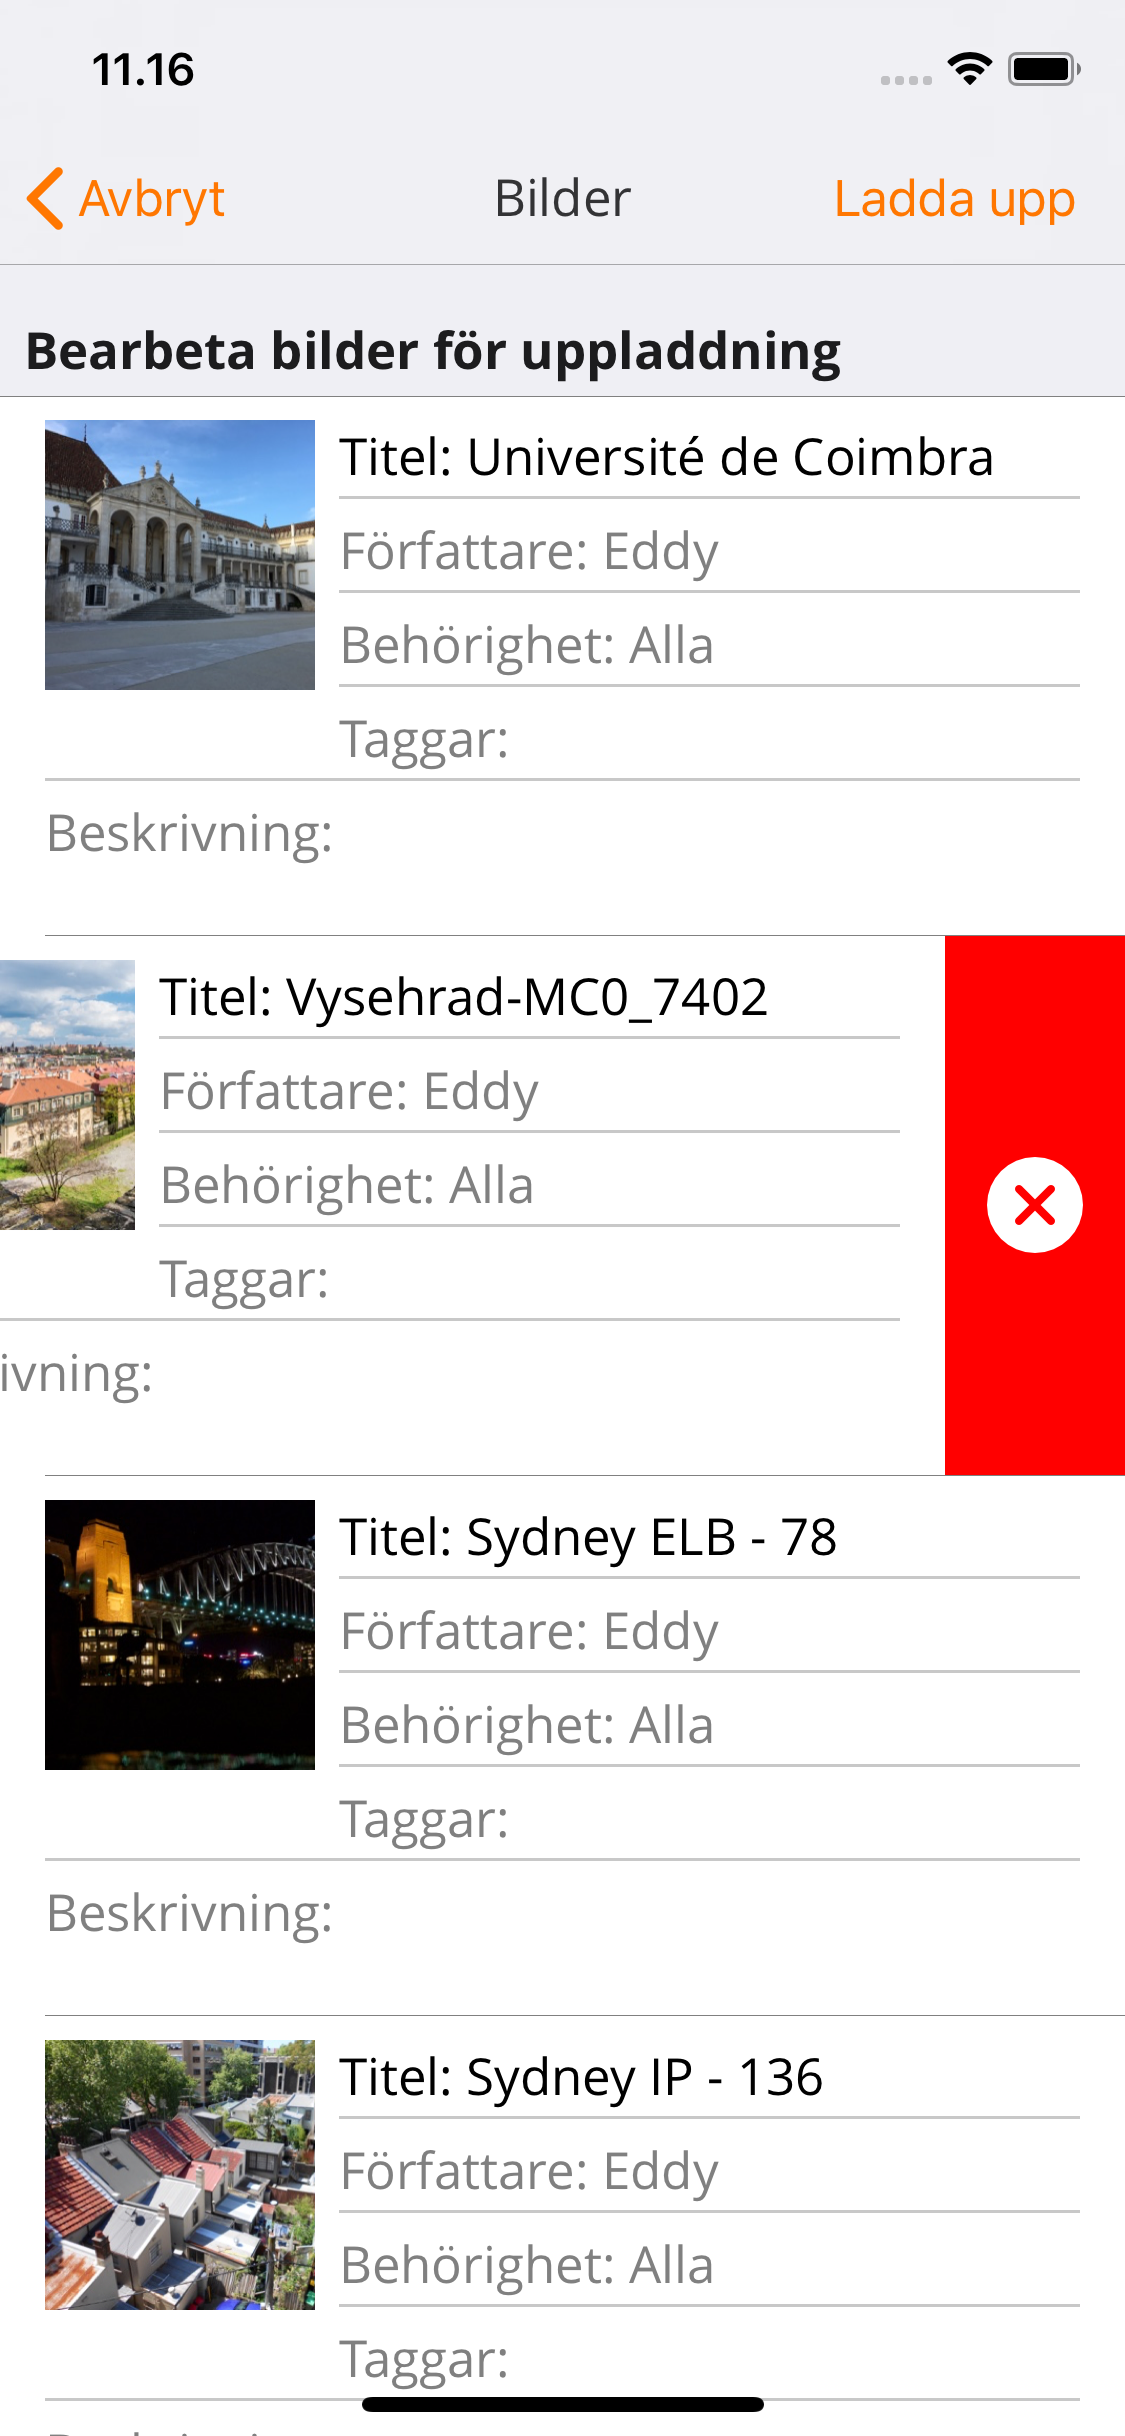 11.16
Avbryt
Bilder
Ladda upp
Bearbeta bilder för uppladdning
Titel: Université de Coimbra
Författare: Eddy
Behörighet: Alla
Taggar:
Beskrivning:
Titel: Vysehrad-MC0_7402
Författare: Eddy
Behörighet: Alla
Taggar:
ivning:
Titel: Sydney ELB - 78
Författare: Eddy
Behörighet: Alla
Taggar:
Beskrivning:
Titel: Sydney IP - 136
Författare: Eddy
Behörighet: Alla
Taggar: